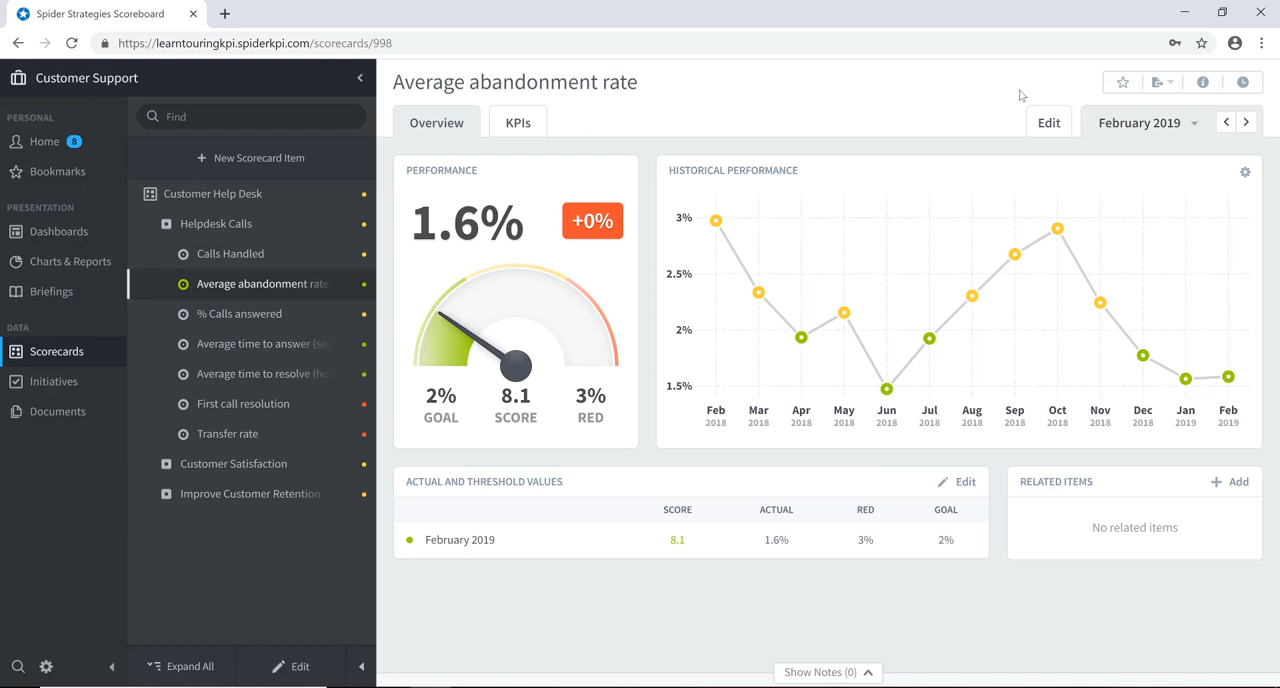 Spider Strategies Scoreboard
https://learntouringkpi.spiderkpi.com/scorecards/998
Customer Support
PERSONAL
Home 8
Bookmarks
PRESENTATION
Dashboards
Charts & Reports
Briefings
DATA
Scorecards
Initiatives
Documents
Find
New Scorecard Item
Customer Help Desk
Helpdesk Calls
Calls Handled
Average abandonment rate
% Calls answered
Average time to answer (sec
Average time to resolve (ho
First call resolution
Transfer rate
Customer Satisfaction
Improve Customer Retention
Expand All
Edit
Average abandonment rate
Overview
KPIs
Edit
February 2019
PERFORMANCE
1.6%
+0%
2% 8.1 3%
GOAL SCORE RED
HISTORICAL PERFORMANCE
3%
2.5%
2%
1.5%
Feb Mar Apr May Jun Jul Aug Sep Oct Nov Dec Jan Feb
2018 2018 2018 2018 2018 2018 2018 2018 2018 2018 2018 2019 2019
ACTUAL AND THRESHOLD VALUES
Edit
SCORE ACTUAL RED GOAL
February 2019 8.1 1.6% 3% 2%
RELATED ITEMS
Add
No related items
Show Notes (0)